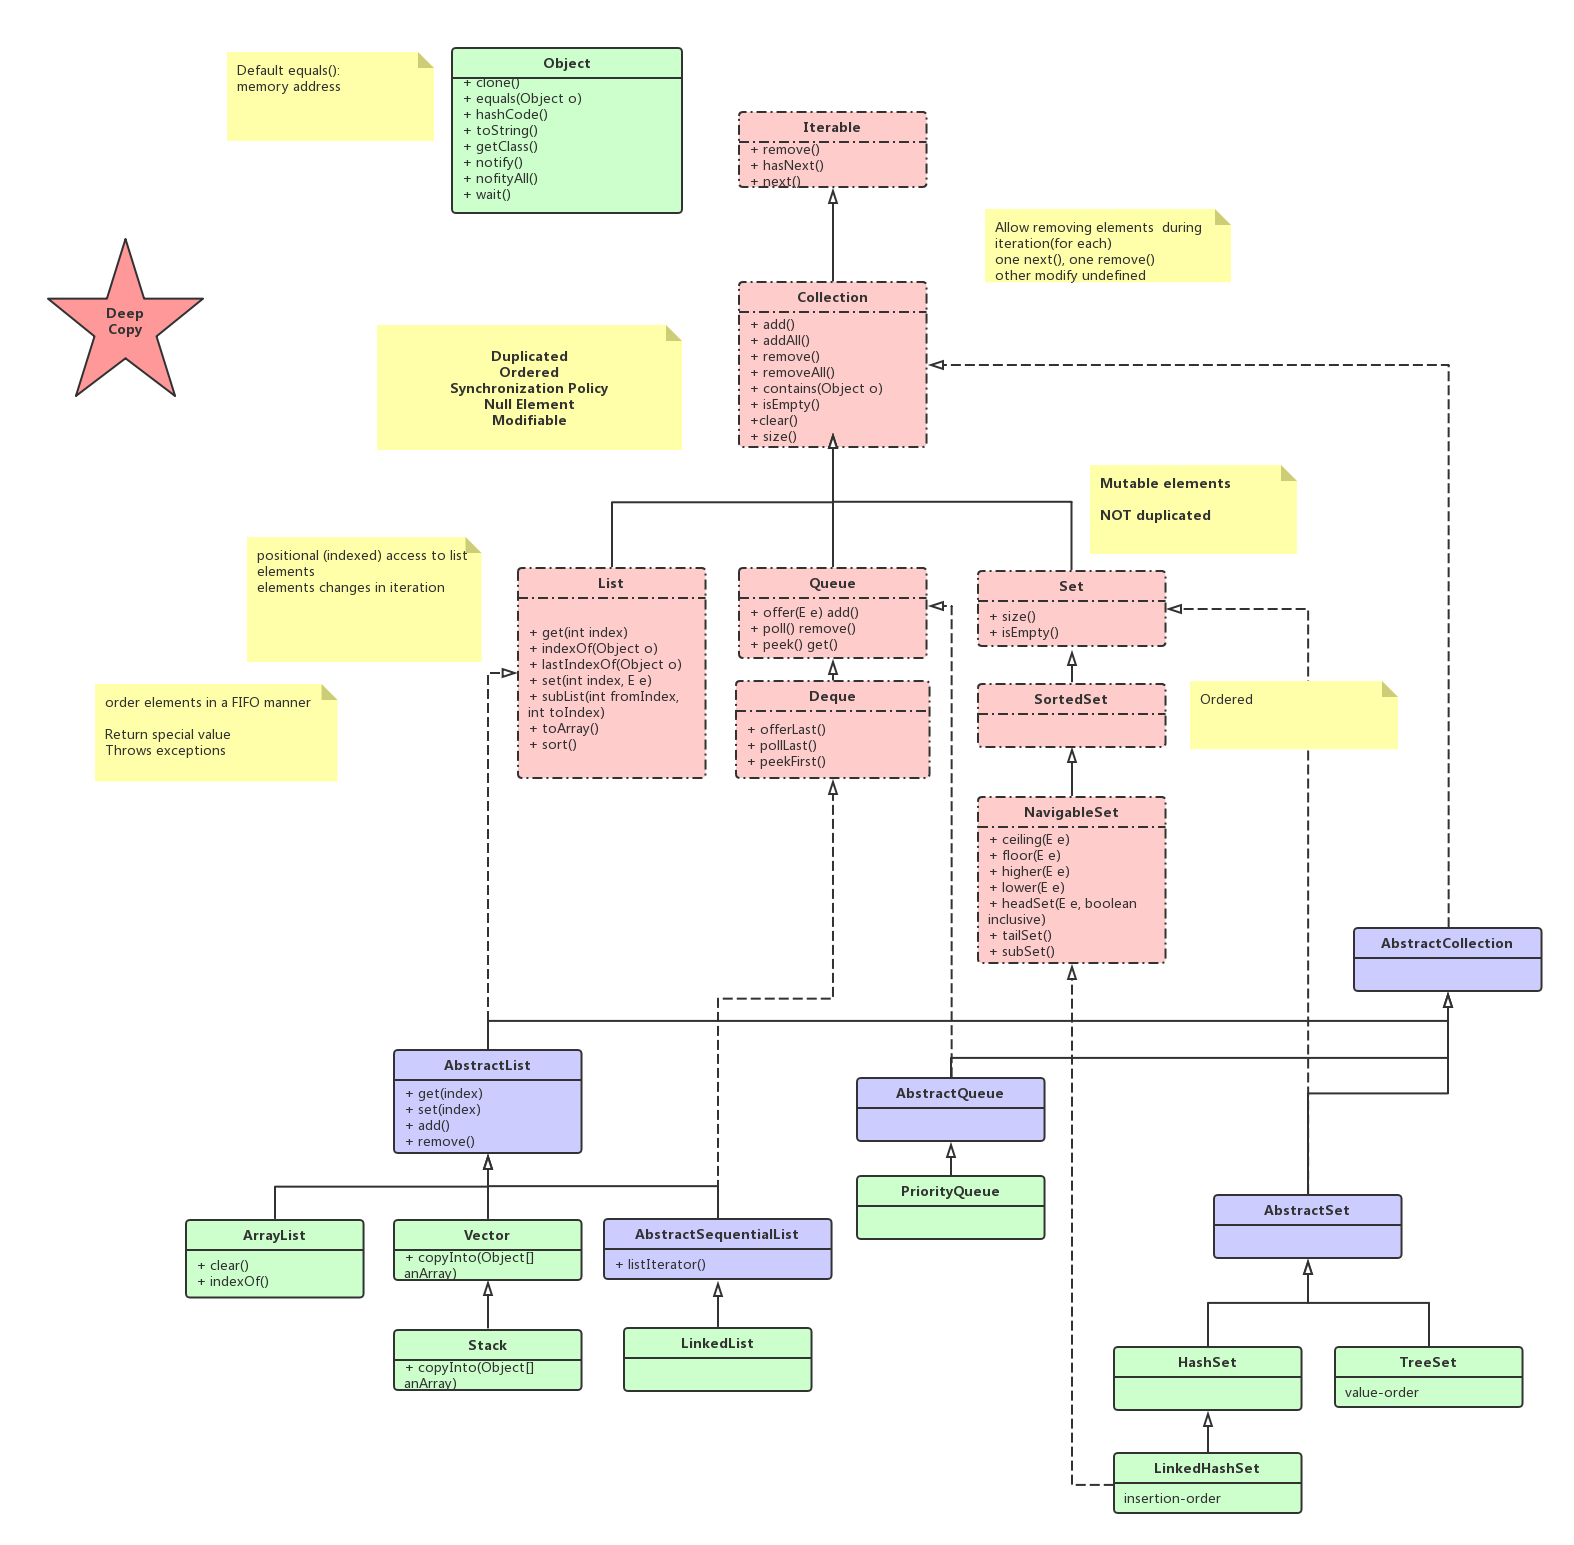 Default equals():
memory address
Object
+ clone()
+ equals(Object o)
+ hashCode()
+ toString()
+ getClass()
+ notify()
+ nofityAll()
+ wait()
Iterable
+ remove()
+ hasNext()
+ next()
Allow removing elements  during
iteration(for each)
one next(), one remove()
other modify undefined
Deep
Copy
Duplicated
Ordered
Synchronization Policy
Null Element
Modifiable
Collection
+ add()
+ addAll()
+ remove()
+ removeAll()
+ contains(Object o)
+ isEmpty()
+clear()
+ size()
Mutable elements
NOT duplicated
positional (indexed) access to list
elements
elements changes in iteration
List
+ get(int index)
+ indexOf(Object o)
+ lastIndexOf(Object o)
+ set(int index, E e)
+ subList(int fromIndex,
int toIndex)
+ toArray()
+ sort()
Queue
+ offer(E e) add()
+ poll() remove()
+ peek() get()
Set
+ size()
+ isEmpty()
order elements in a FIFO manner
Return special value
Throws exceptions
Deque
+ offerLast()
+ pollLast()
+ peekFirst()
SortedSet
Ordered
NavigableSet
+ ceiling(E e)
+ floor(E e)
+ higher(E e)
+ lower(E e)
+ headSet(E e, boolean
inclusive)
+ tailSet()
+ subSet()
AbstractCollection
AbstractList
+ get(index)
+ set(index)
+ add()
+ remove()
AbstractQueue
PriorityQueue
AbstractSet
ArrayList
+ clear()
+ indexOf()
Vector
+ copyInto(Object[]
anArray)
AbstractSequentialList
+ listIterator()
Stack
+ copyInto(Object[]
anArray)
LinkedList
HashSet
TreeSet
value-order
LinkedHashSet
insertion-order